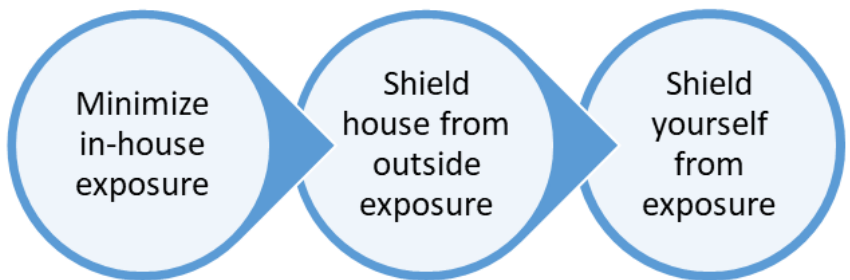 Minimize
in-house
exposure
Shield
house from
outside
exposure
Shield
yourself
from
exposure